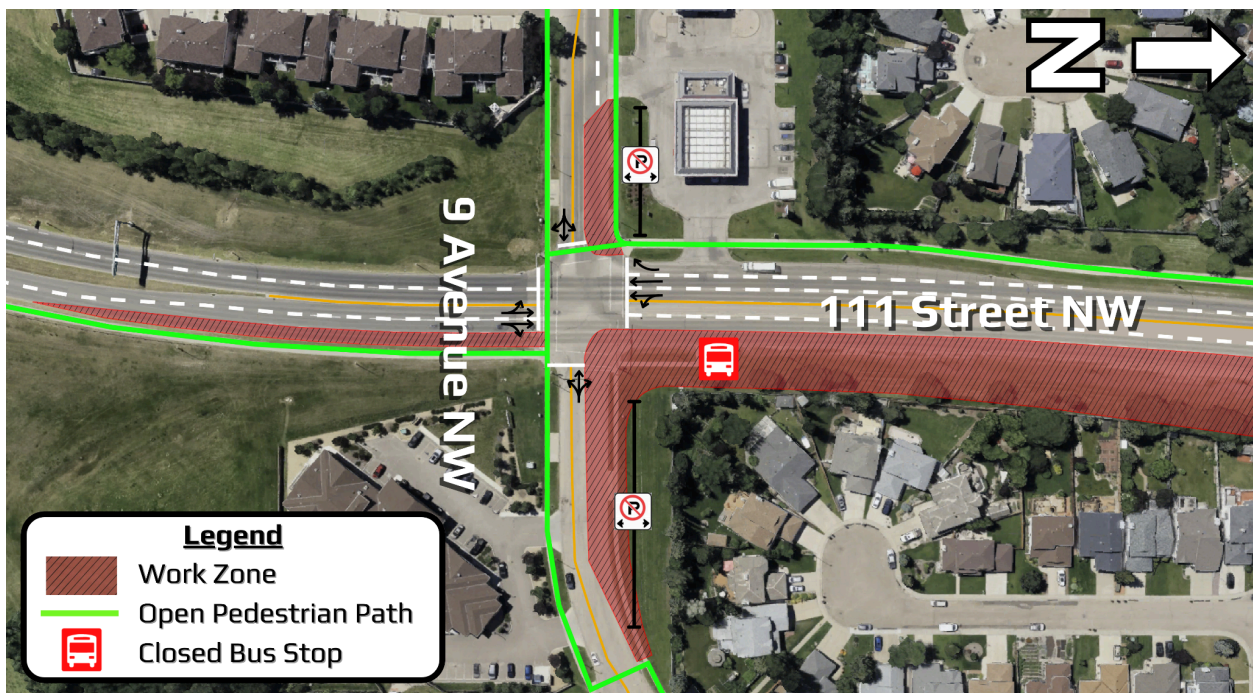 N
9 Avenue NW
111 Street NW
P
P
Legend
Work Zone
Open Pedestrian Path
Closed Bus Stop